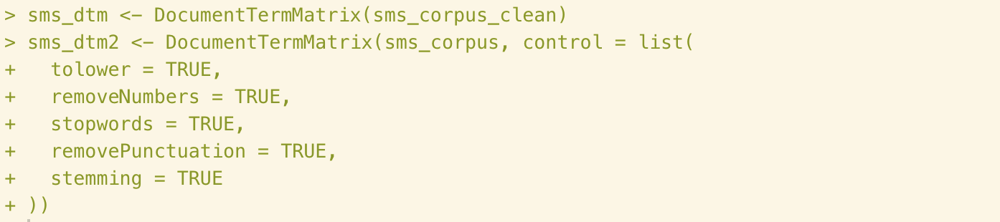 > sms_dtm <- DocumentTermMatrix(sms_corpus_clean)
> sms_dtm2 <- DocumentTermMatrix(sms_corpus, control = list(
+   tolower = TRUE,
+   removeNumbers = TRUE,
+   stopwords = TRUE,
+   removePunctuation = TRUE,
+   stemming = TRUE
+ ))